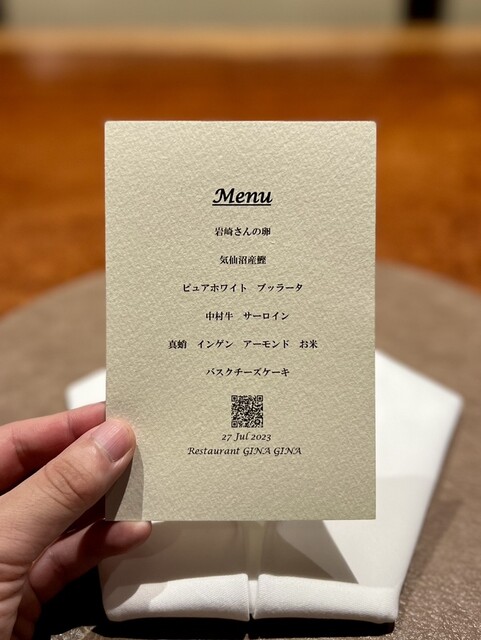 Menu
岩崎さんの卵
気仙沼産鰹
ピュアホワイト　ブッラータ
中村牛　サーロイン
真蛸　インゲン　アーモンド　お米
バスクチーズケーキ
27 Jul 2023
Restaurant GINA GINA